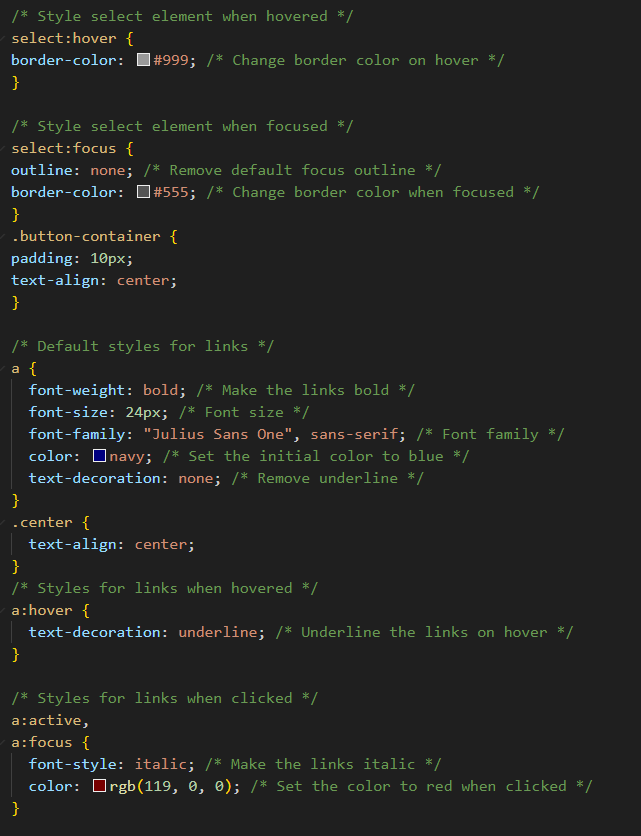 /* Style select element when hovered */
select:hover {
border-color: #999; /* Change border color on hover */
}
/* Style select element when focused */
select:focus {
outline: none; /* Remove default focus outline */
border-color: #555; /* Change border color when focused */
}
.button-container {
padding: 10px;
text-align: center;
}
/* Default styles for links */
a {
font-weight: bold; /* Make the links bold */
font-size: 24px; /* Font size */
font-family: "Julius Sans One", sans-serif; /* Font family */
color: navy; /* Set the initial color to blue */
text-decoration: none; /* Remove underline */
}
.center {
text-align: center;
}
/* Styles for links when hovered */
a:hover {
text-decoration: underline; /* Underline the links on hover */
}
/* Styles for links when clicked */
a:active,
a:focus {
font-style: italic; /* Make the links italic */
color: rgb(119, 0, 0); /* Set the color to red when clicked */
}